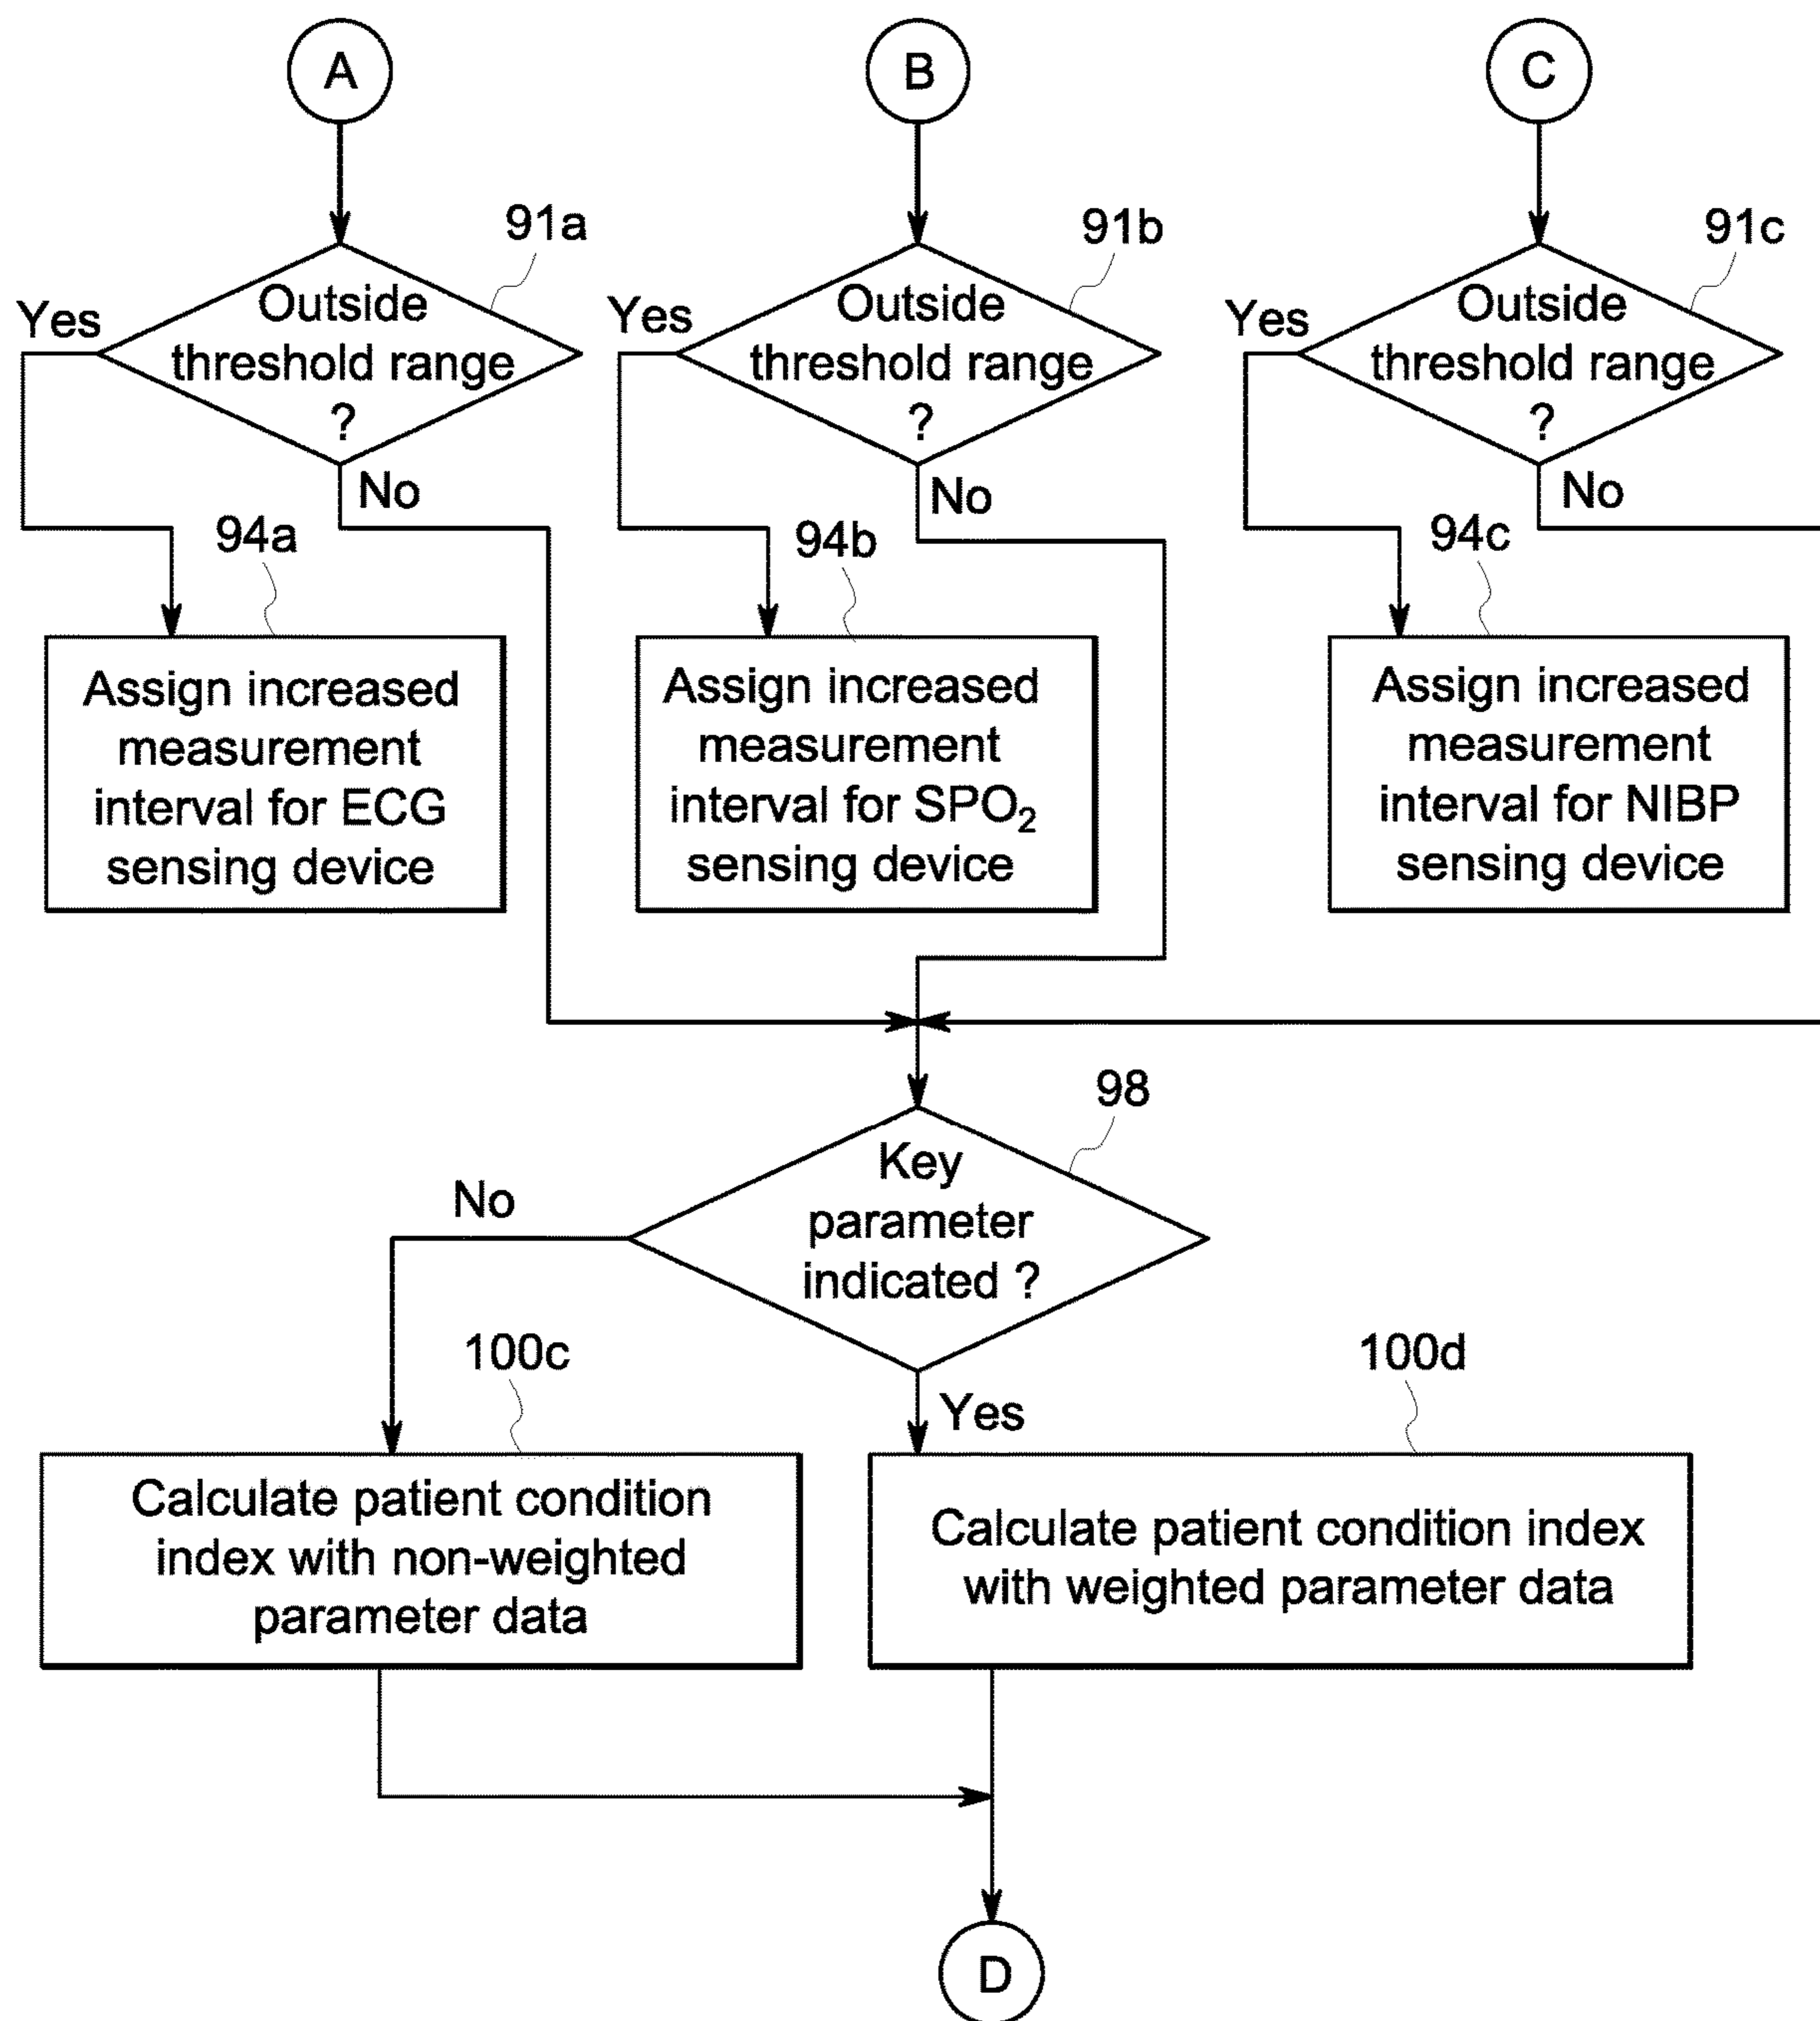 A
B
C
91a
91b
91c
Yes
Outside
threshold range
?
No
Yes
Outside
threshold range
?
No
Yes
Outside
threshold range
?
No
94a
94b
94c
Assign increased
measurement
interval for ECG
sensing device
Assign increased
measurement
interval for SPO₂
sensing device
Assign increased
measurement
interval for NIBP
sensing device
98
Key
parameter
indicated ?
No
Yes
100c
100d
Calculate patient condition
index with non-weighted
parameter data
Calculate patient condition index
with weighted parameter data
D